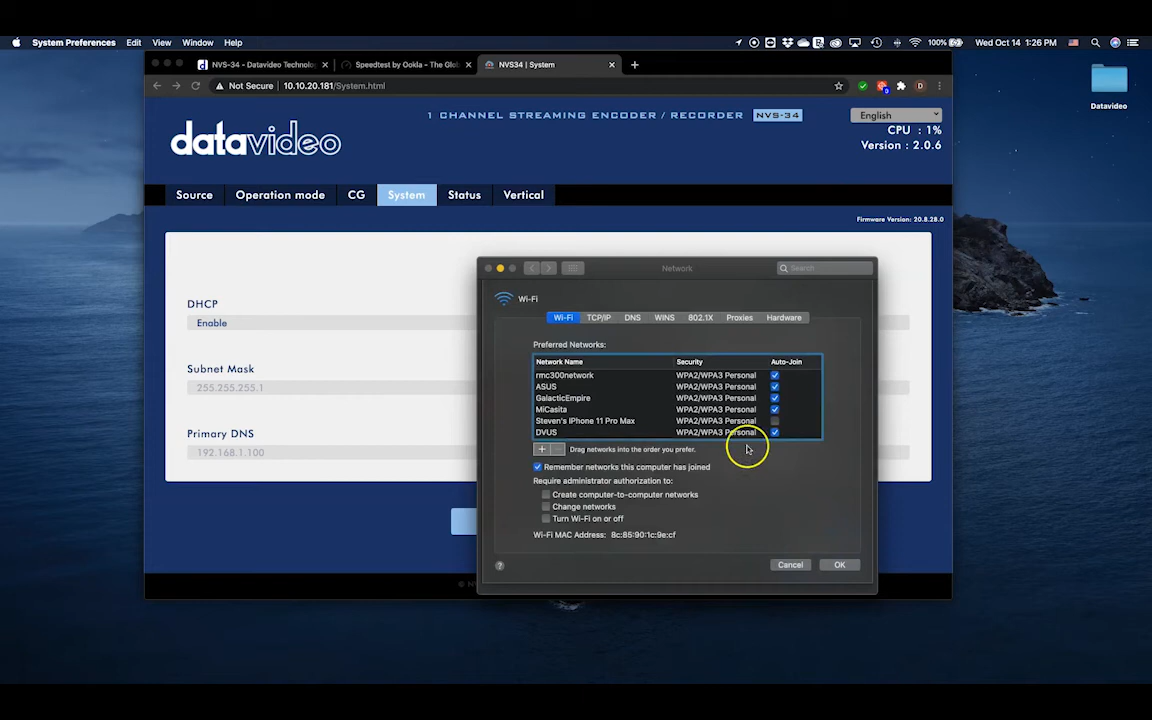 System Preferences Edit View Window Help
100% Wed Oct 14 1:26 PM
NVS-34 - Datavideo Technolo
Speedtest by Ookla - The Glo
NVS34 | System
Not Secure 10.10.20.181/System.html
D
Datavideo
1 CHANNEL STREAMING ENCODER / RECORDER NVS-34
English
datavideo
CPU : 1%
Version : 2.0.6
Source Operation mode CG System Status Vertical
Firmware Version: 20.8.28.0
DHCP
Enable
Subnet Mask
255.255.255.1
Primary DNS
192.168.1.100
Network
Search
Wi-Fi
Wi-Fi TCP/IP DNS WINS 802.1X Proxies Hardware
Preferred Networks:
Network Name Security Auto-Join
rmc300network WPA2/WPA3 Personal
ASUS WPA2/WPA3 Personal
GalacticEmpire WPA2/WPA3 Personal
MiCasita WPA2/WPA3 Personal
Steven's iPhone 11 Pro Max WPA2/WPA3 Personal
DVUS WPA2/WPA3 Personal
+ Drag networks into the order you prefer.
Remember networks this computer has joined
Require administrator authorization to:
Create computer-to-computer networks
Change networks
Turn Wi-Fi on or off
Wi-Fi MAC Address: 8c:85:90:1c:9e:cf
? Cancel OK